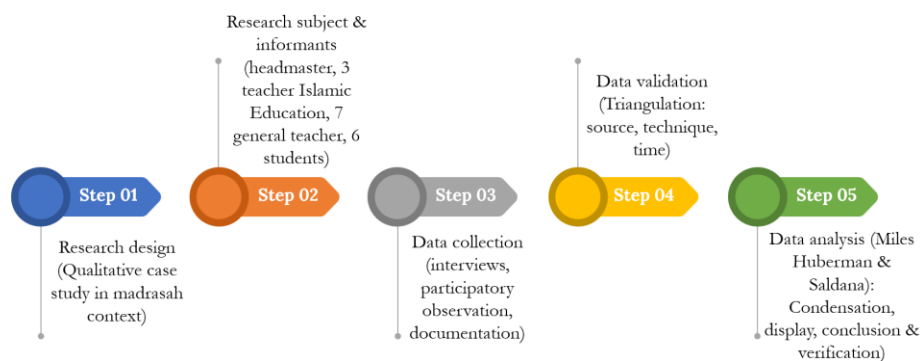 Step 01
Research design
(Qualitative case
study in madrasah
context)
Research subject &
informants
(headmaster, 3
teacher Islamic
Education, 7
general teacher, 6
students)
Step 02
Step 03
Data collection
(interviews,
participatory
observation,
documentation)
Data validation
(Triangulation:
source, technique,
time)
Step 04
Step 05
Data analysis (Miles
Huberman &
Saldana):
Condensation,
display, conclusion &
verification)